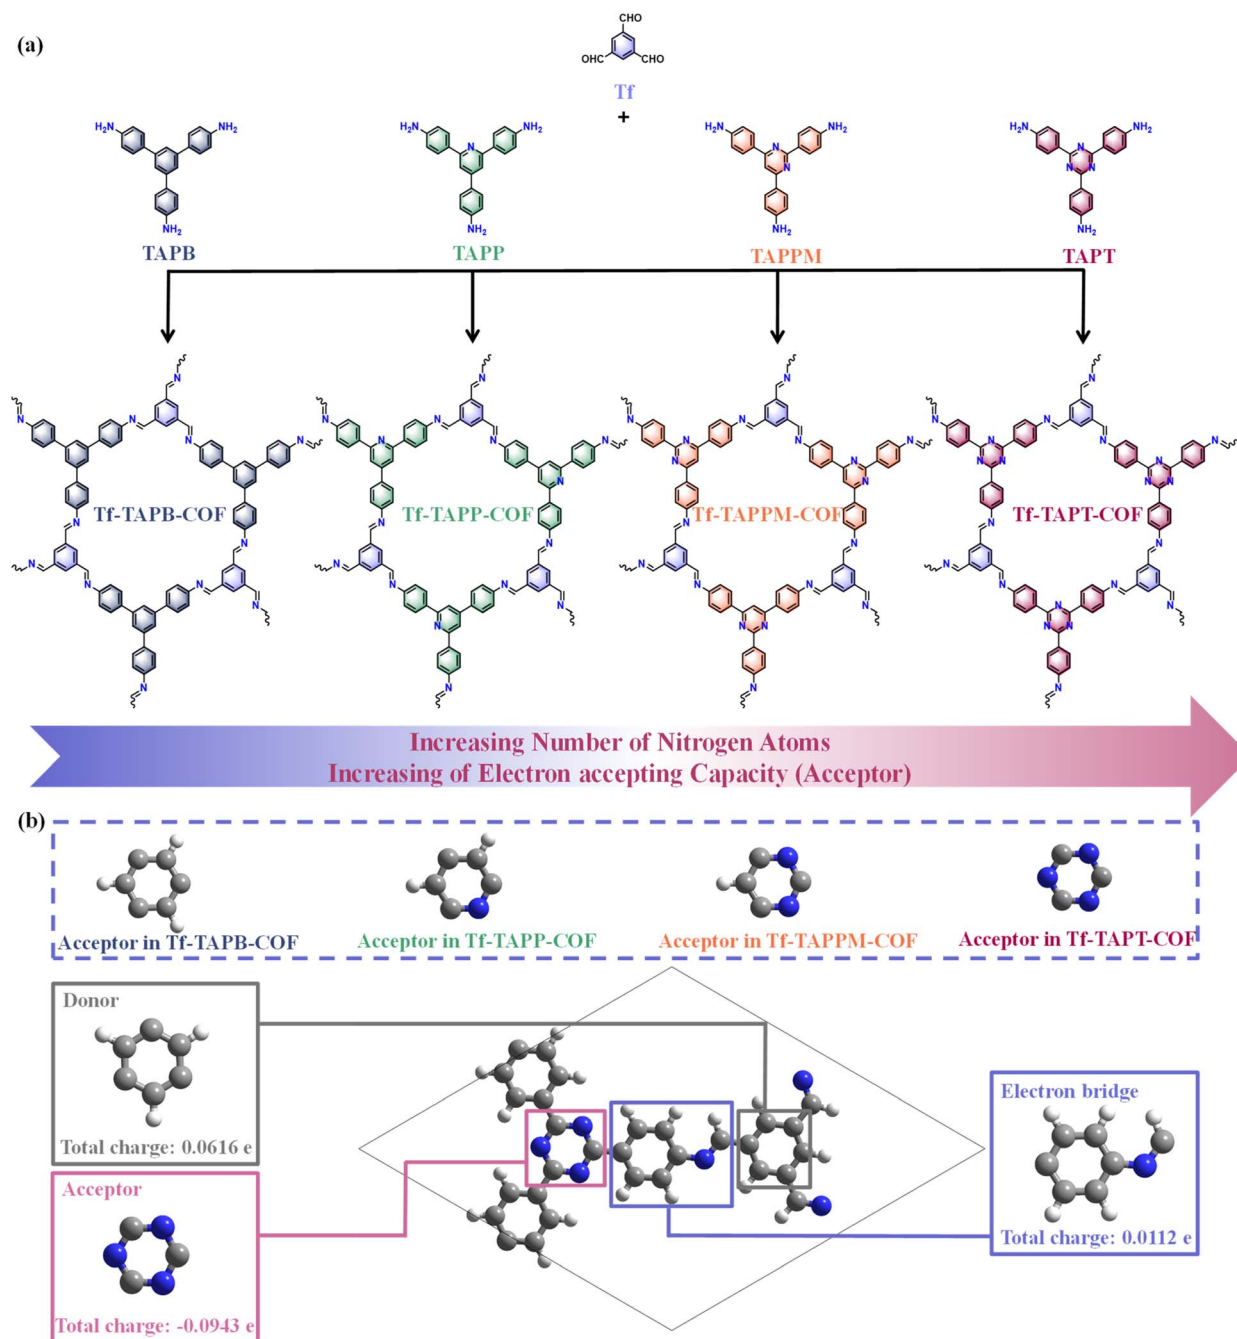 (a)
CHO
OHC CHO
Tf
+
H₂N NH₂ H₂N N NH₂ H₂N N N NH₂ H₂N N N N NH₂
NH₂ NH₂ NH₂ NH₂
TAPB TAPP TAPPM TAPT
Tf-TAPB-COF Tf-TAPP-COF Tf-TAPPM-COF Tf-TAPT-COF
Increasing Number of Nitrogen Atoms
Increasing of Electron accepting Capacity (Acceptor)
(b)
Acceptor in Tf-TAPB-COF Acceptor in Tf-TAPP-COF Acceptor in Tf-TAPPM-COF Acceptor in Tf-TAPT-COF
Donor
Total charge: 0.0616 e
Electron bridge
Total charge: 0.0112 e
Acceptor
Total charge: -0.0943 e